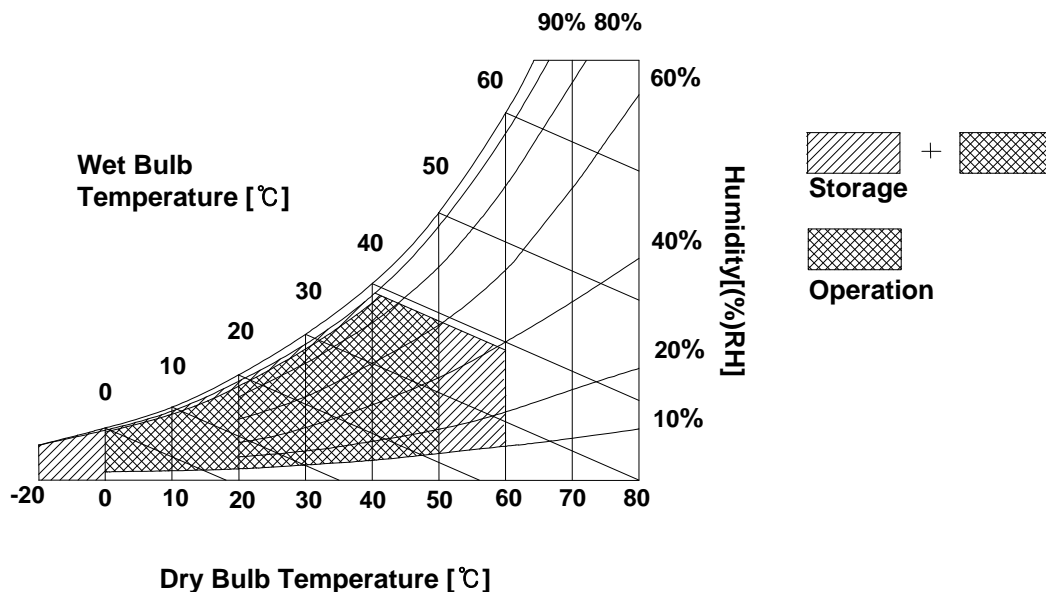 90% 80%
60
60%
Wet Bulb
Temperature [℃]
50
40
30
20
10
0
40%
20%
10%
Humidity[(%)RH]
-20 0 10 20 30 40 50 60 70 80
Dry Bulb Temperature [℃]
+
Storage
Operation